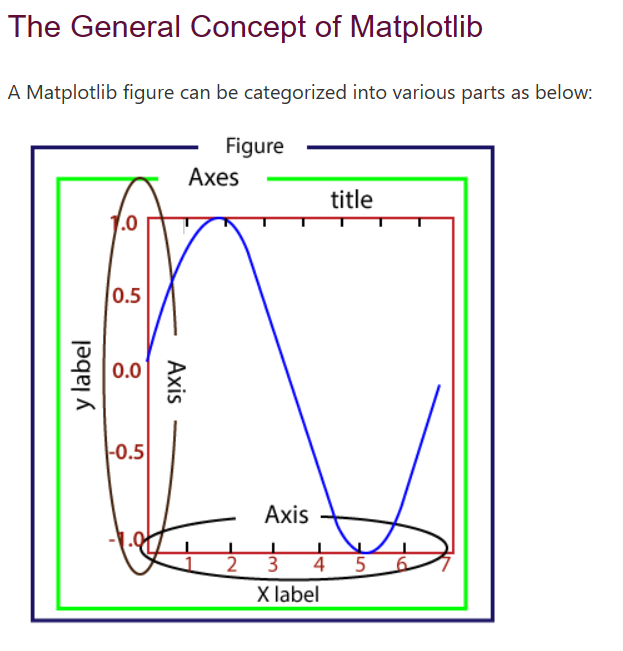 The General Concept of Matplotlib
A Matplotlib figure can be categorized into various parts as below:
Figure
Axes
title
1.0
0.5
0.0
-0.5
-1.0
y label
Axis
Axis
1 2 3 4 5 6 7
X label